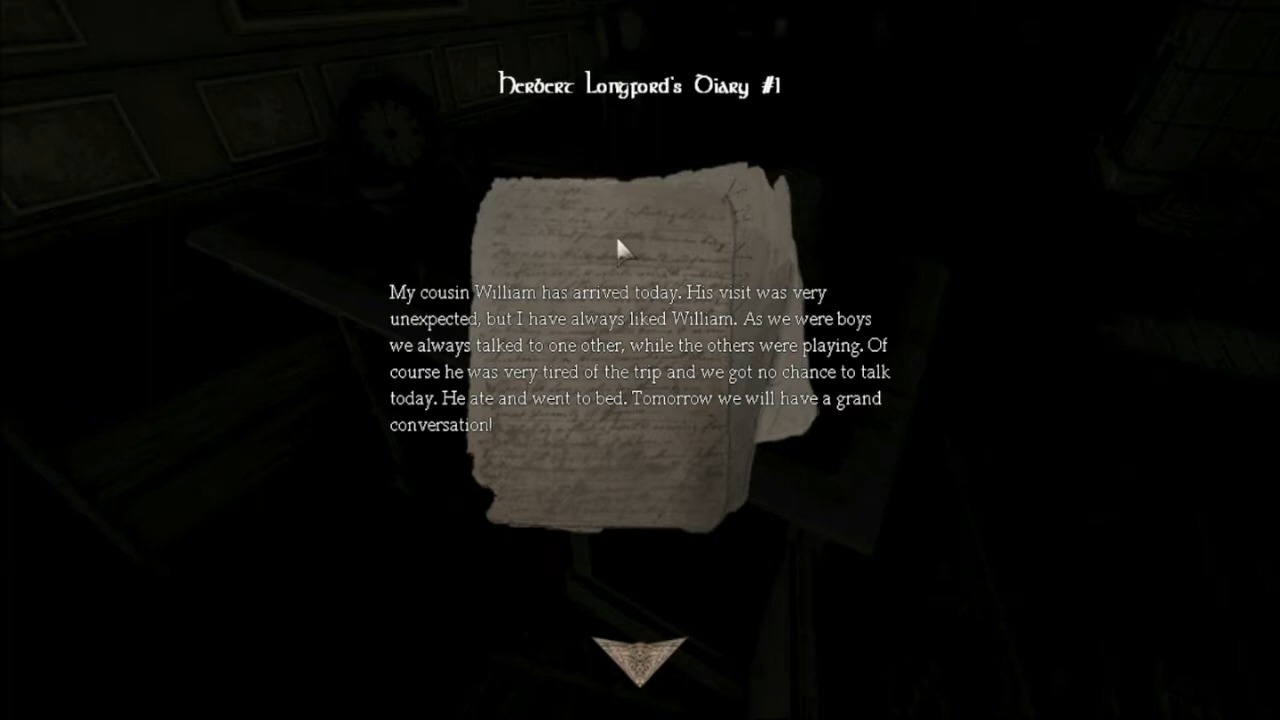 Herbert Longford's Diary #1
My cousin William has arrived today. His visit was very
unexpected, but I have always liked William. As we were boys
we always talked to one other, while the others were playing. Of
course he was very tired of the trip and we got no chance to talk
today. He ate and went to bed. Tomorrow we will have a grand
conversation!